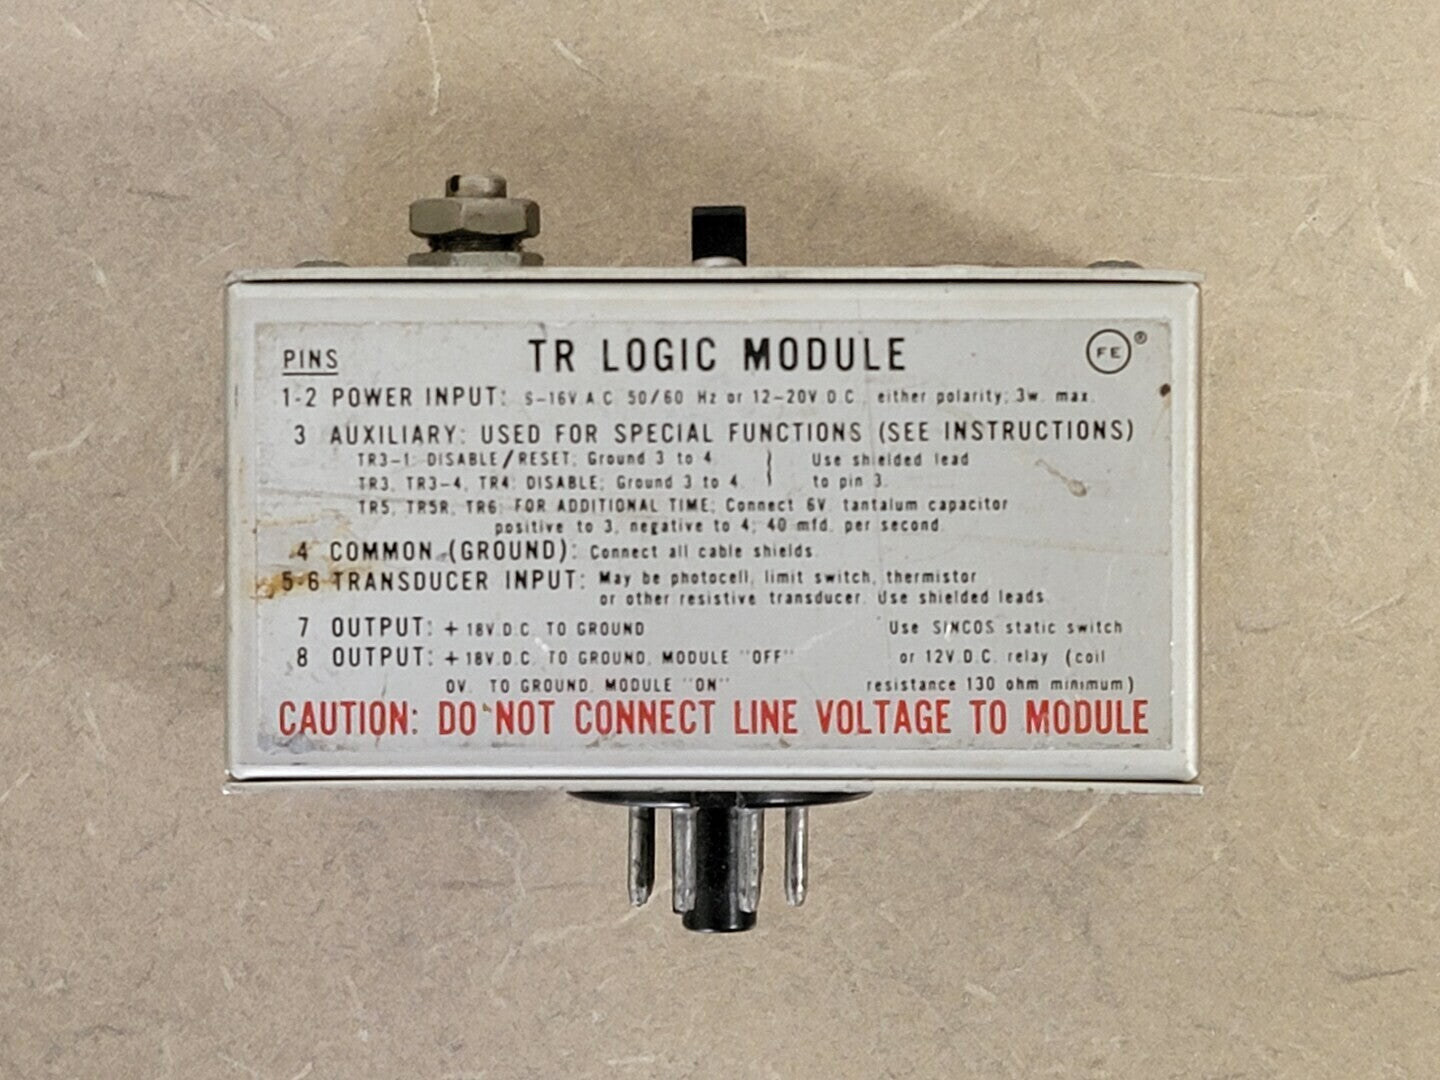 TR LOGIC MODULE
FE ®
PINS
1-2 POWER INPUT: -16V A.C. 50/60 Hz or 12-20V D.C. either polarity; 3w. max.
3 AUXILIARY: USED FOR SPECIAL FUNCTIONS (SEE INSTRUCTIONS)
TR3-1: DISABLE/RESET; Ground 3 to 4.
TR3, TR3-4, TR4: DISABLE; Ground 3 to 4.
Use shielded lead
to pin 3.
TR5, TR5R, TR6: FOR ADDITIONAL TIME; Connect 6V. tantalum capacitor
positive to 3, negative to 4; 40 mfd. per second.
4 COMMON (GROUND): Connect all cable shields.
5-6 TRANSDUCER INPUT: May be photocell, limit switch, thermistor
or other resistive transducer. Use shielded leads.
7 OUTPUT: +18V.D.C. TO GROUND
8 OUTPUT: +18V.D.C. TO GROUND, MODULE "OFF"
0V. TO GROUND, MODULE "ON"
Use SINCOS static switch
or 12V.D.C. relay (coil
resistance 130 ohm minimum)
CAUTION: DO NOT CONNECT LINE VOLTAGE TO MODULE